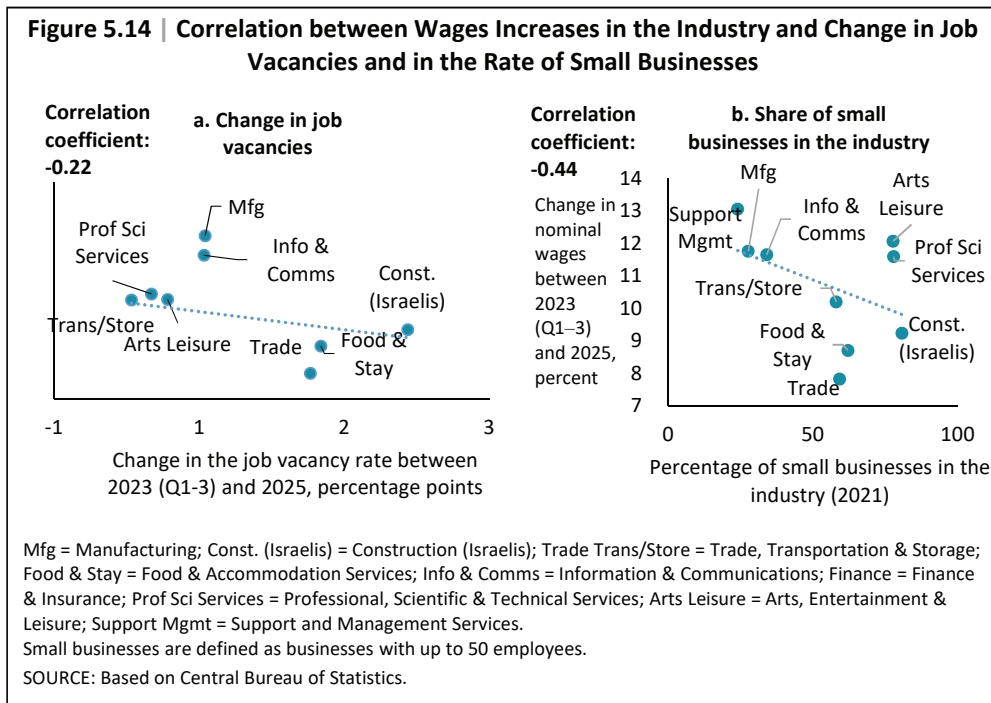 Figure 5.14 | Correlation between Wages Increases in the Industry and Change in Job
Vacancies and in the Rate of Small Businesses
Correlation
coefficient:
-0.22
a. Change in job
vacancies
Mfg
Prof Sci
Services
Info &
Comms
Const.
(Israelis)
Trans/Store
Arts Leisure
Trade
Food &
Stay
-1
1
2
3
Change in the job vacancy rate between
2023 (Q1-3) and 2025, percentage points
Correlation
coefficient:
-0.44
b. Share of small
businesses in the industry
Change in
nominal
wages
between
2023
(Q1–3)
and 2025,
percent
14
13
12
11
10
9
8
7
Mfg
Support
Mgmt
Info &
Comms
Arts
Leisure
Prof Sci
Services
Trans/Store
Food &
Stay
Trade
Const.
(Israelis)
0
50
100
Percentage of small businesses in the
industry (2021)
Mfg = Manufacturing; Const. (Israelis) = Construction (Israelis); Trade Trans/Store = Trade, Transportation & Storage;
Food & Stay = Food & Accommodation Services; Info & Comms = Information & Communications; Finance = Finance
& Insurance; Prof Sci Services = Professional, Scientific & Technical Services; Arts Leisure = Arts, Entertainment &
Leisure; Support Mgmt = Support and Management Services.
Small businesses are defined as businesses with up to 50 employees.
SOURCE: Based on Central Bureau of Statistics.